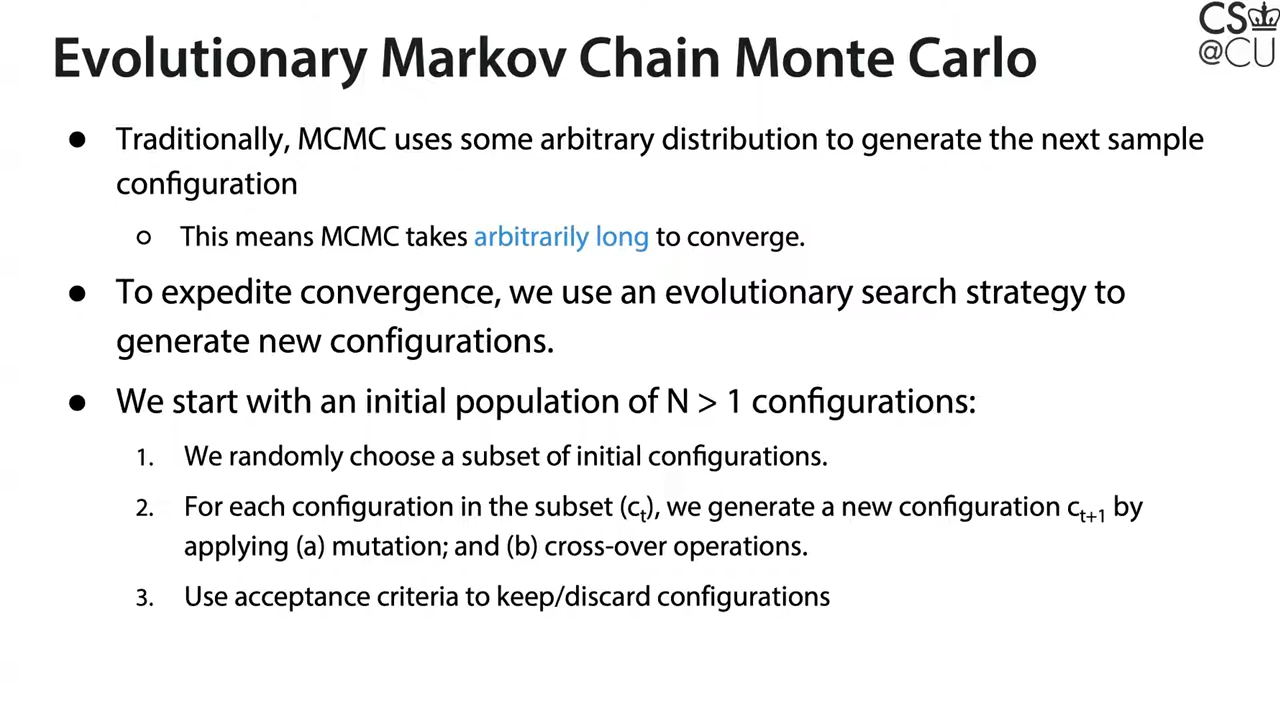 CS
@CU
Evolutionary Markov Chain Monte Carlo
● Traditionally, MCMC uses some arbitrary distribution to generate the next sample
configuration
○ This means MCMC takes arbitrarily long to converge.
● To expedite convergence, we use an evolutionary search strategy to
generate new configurations.
● We start with an initial population of N > 1 configurations:
1. We randomly choose a subset of initial configurations.
2. For each configuration in the subset (cₜ), we generate a new configuration cₜ₊₁ by
applying (a) mutation; and (b) cross-over operations.
3. Use acceptance criteria to keep/discard configurations